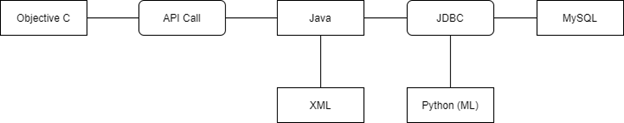 Objective C
API Call
Java
JDBC
MySQL
XML
Python (ML)